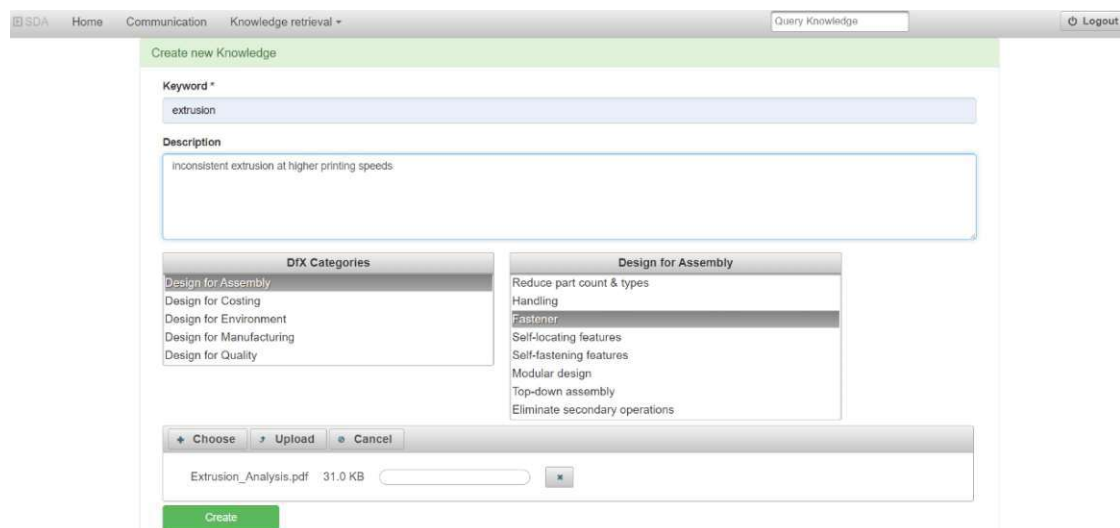 SDA Home Communication Knowledge retrieval Query Knowledge Logout
Create new Knowledge
Keyword *
extrusion
Description
inconsistent extrusion at higher printing speeds
DfX Categories
Design for Assembly
Design for Costing
Design for Environment
Design for Manufacturing
Design for Quality
Design for Assembly
Reduce part count & types
Handling
Fastener
Self-locating features
Self-fastening features
Modular design
Top-down assembly
Eliminate secondary operations
Choose Upload Cancel
Extrusion_Analysis.pdf 31.0 KB
Create